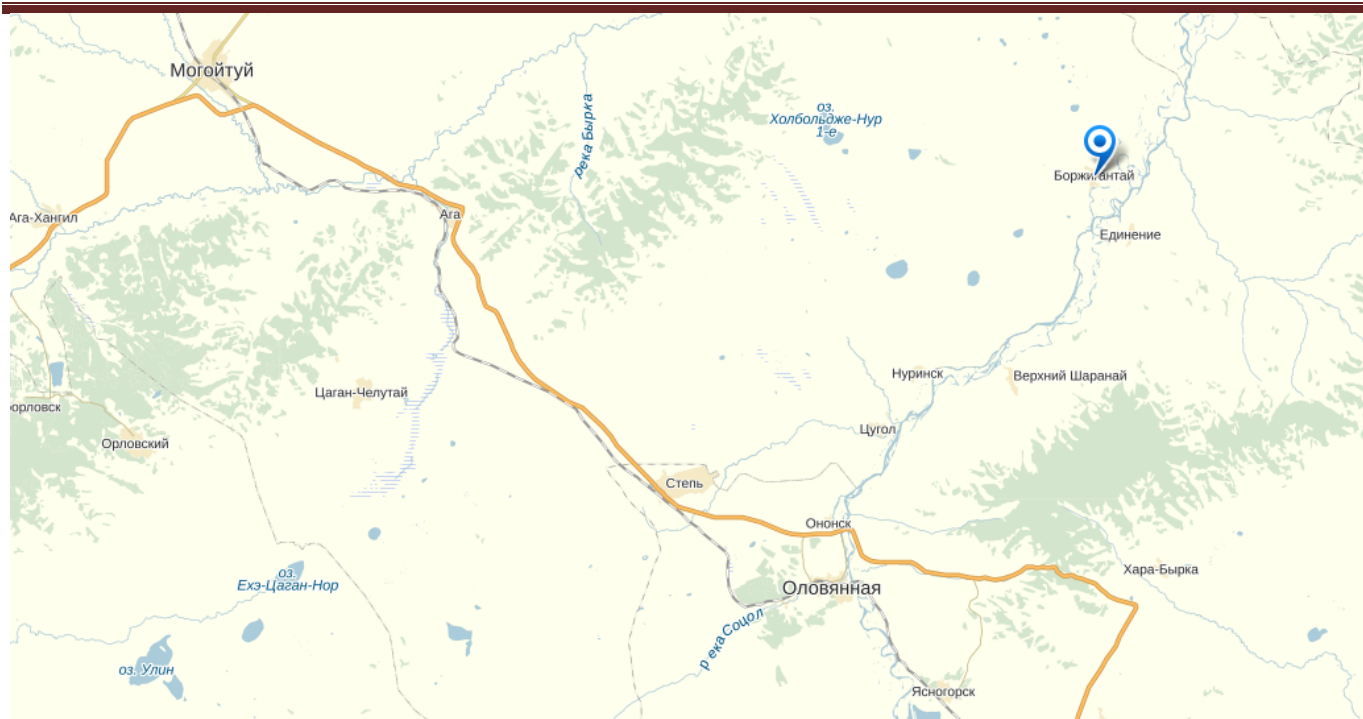 Могойтуй
река Бырка
оз.
Холбольдже-Нур
1-е
Боржигантай
Ага-Хангил
Ага
Единение
Цаган-Челутай
Нуринск
Верхний Шаранай
орловск
Орловский
Цугол
Степь
Ононск
оз.
Ехэ-Цаган-Нор
Оловянная
Хара-Бырка
река Соцол
оз. Улин
Ясногорск